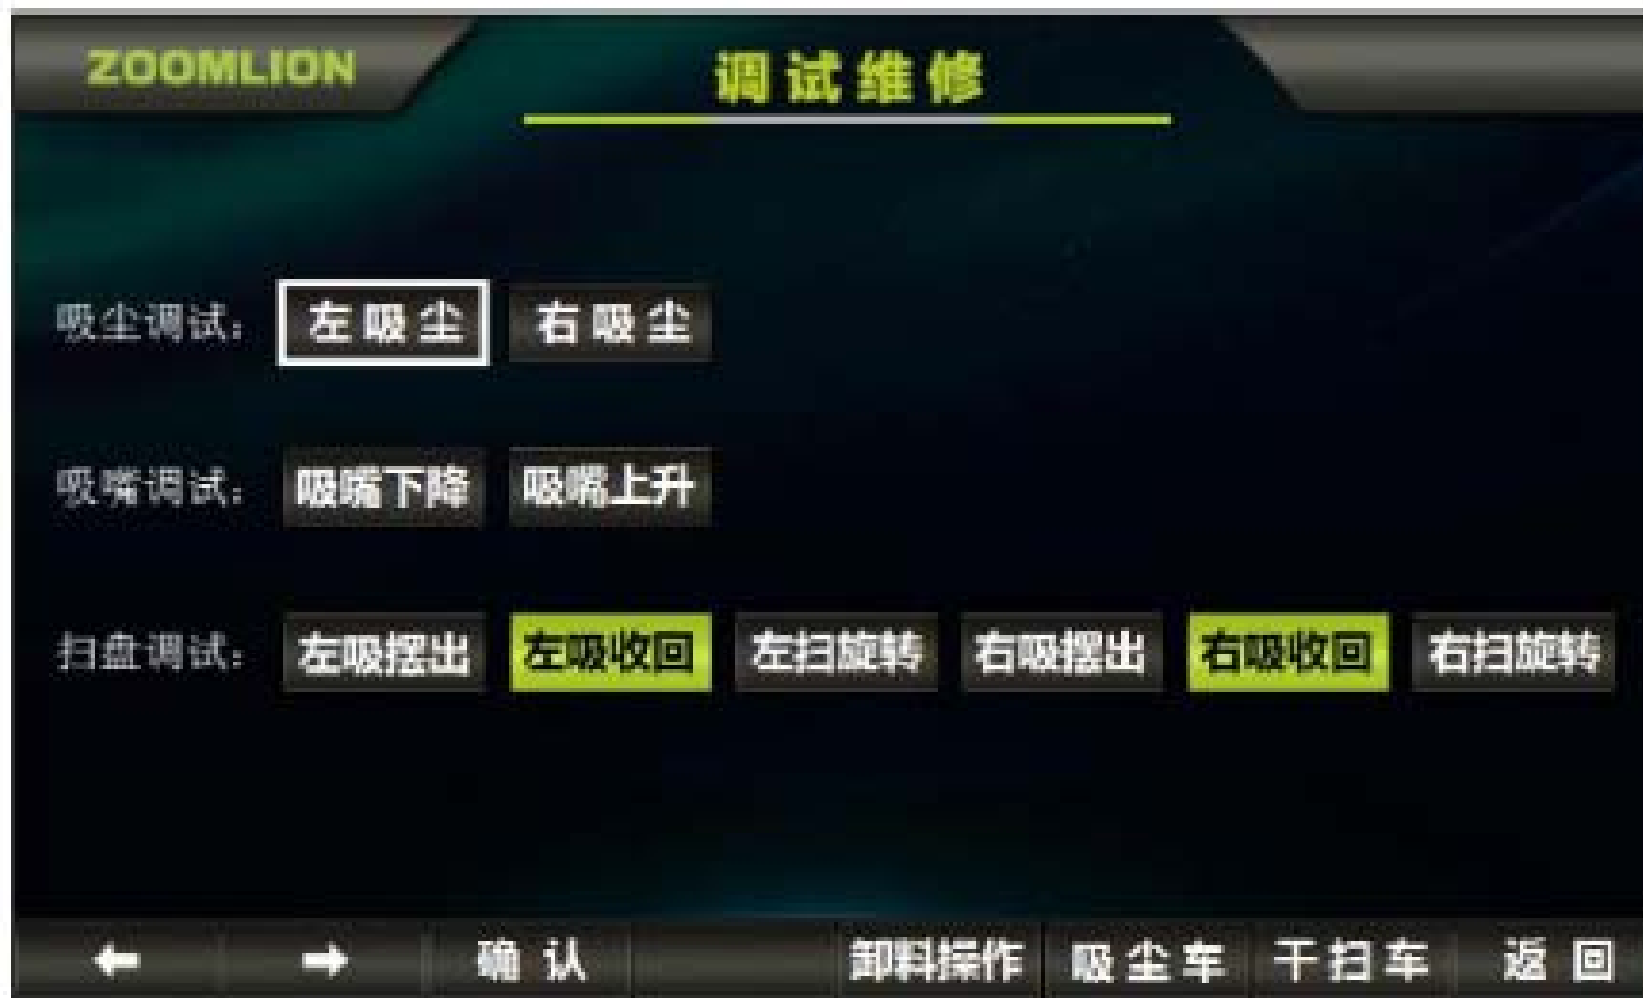 ZOOMLION
调试维修
吸尘调试: 左吸尘 右吸尘
吸嘴调试: 吸嘴下降 吸嘴上升
扫盘调试: 左吸摆出 左吸收回 左扫旋转 右吸摆出 右吸收回 右扫旋转
← → 确认 卸料操作 吸尘车 干扫车 返回